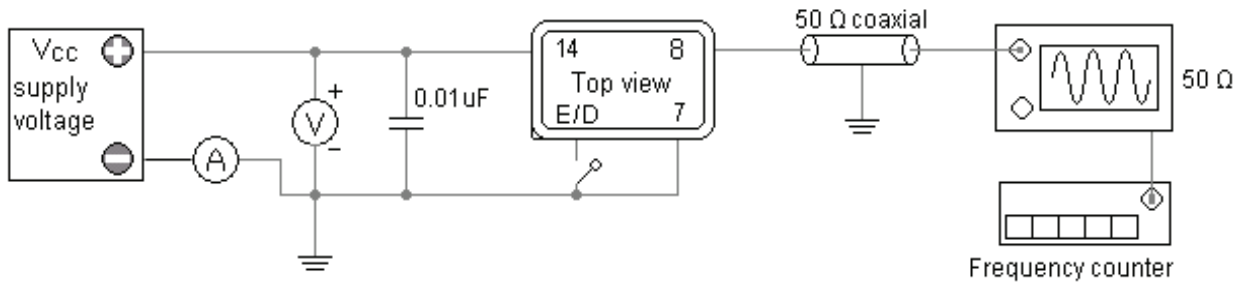 Vcc
supply
voltage
+
V
−
A
0.01uF
14 8
Top view
E/D 7
50 Ω coaxial
50 Ω
Frequency counter